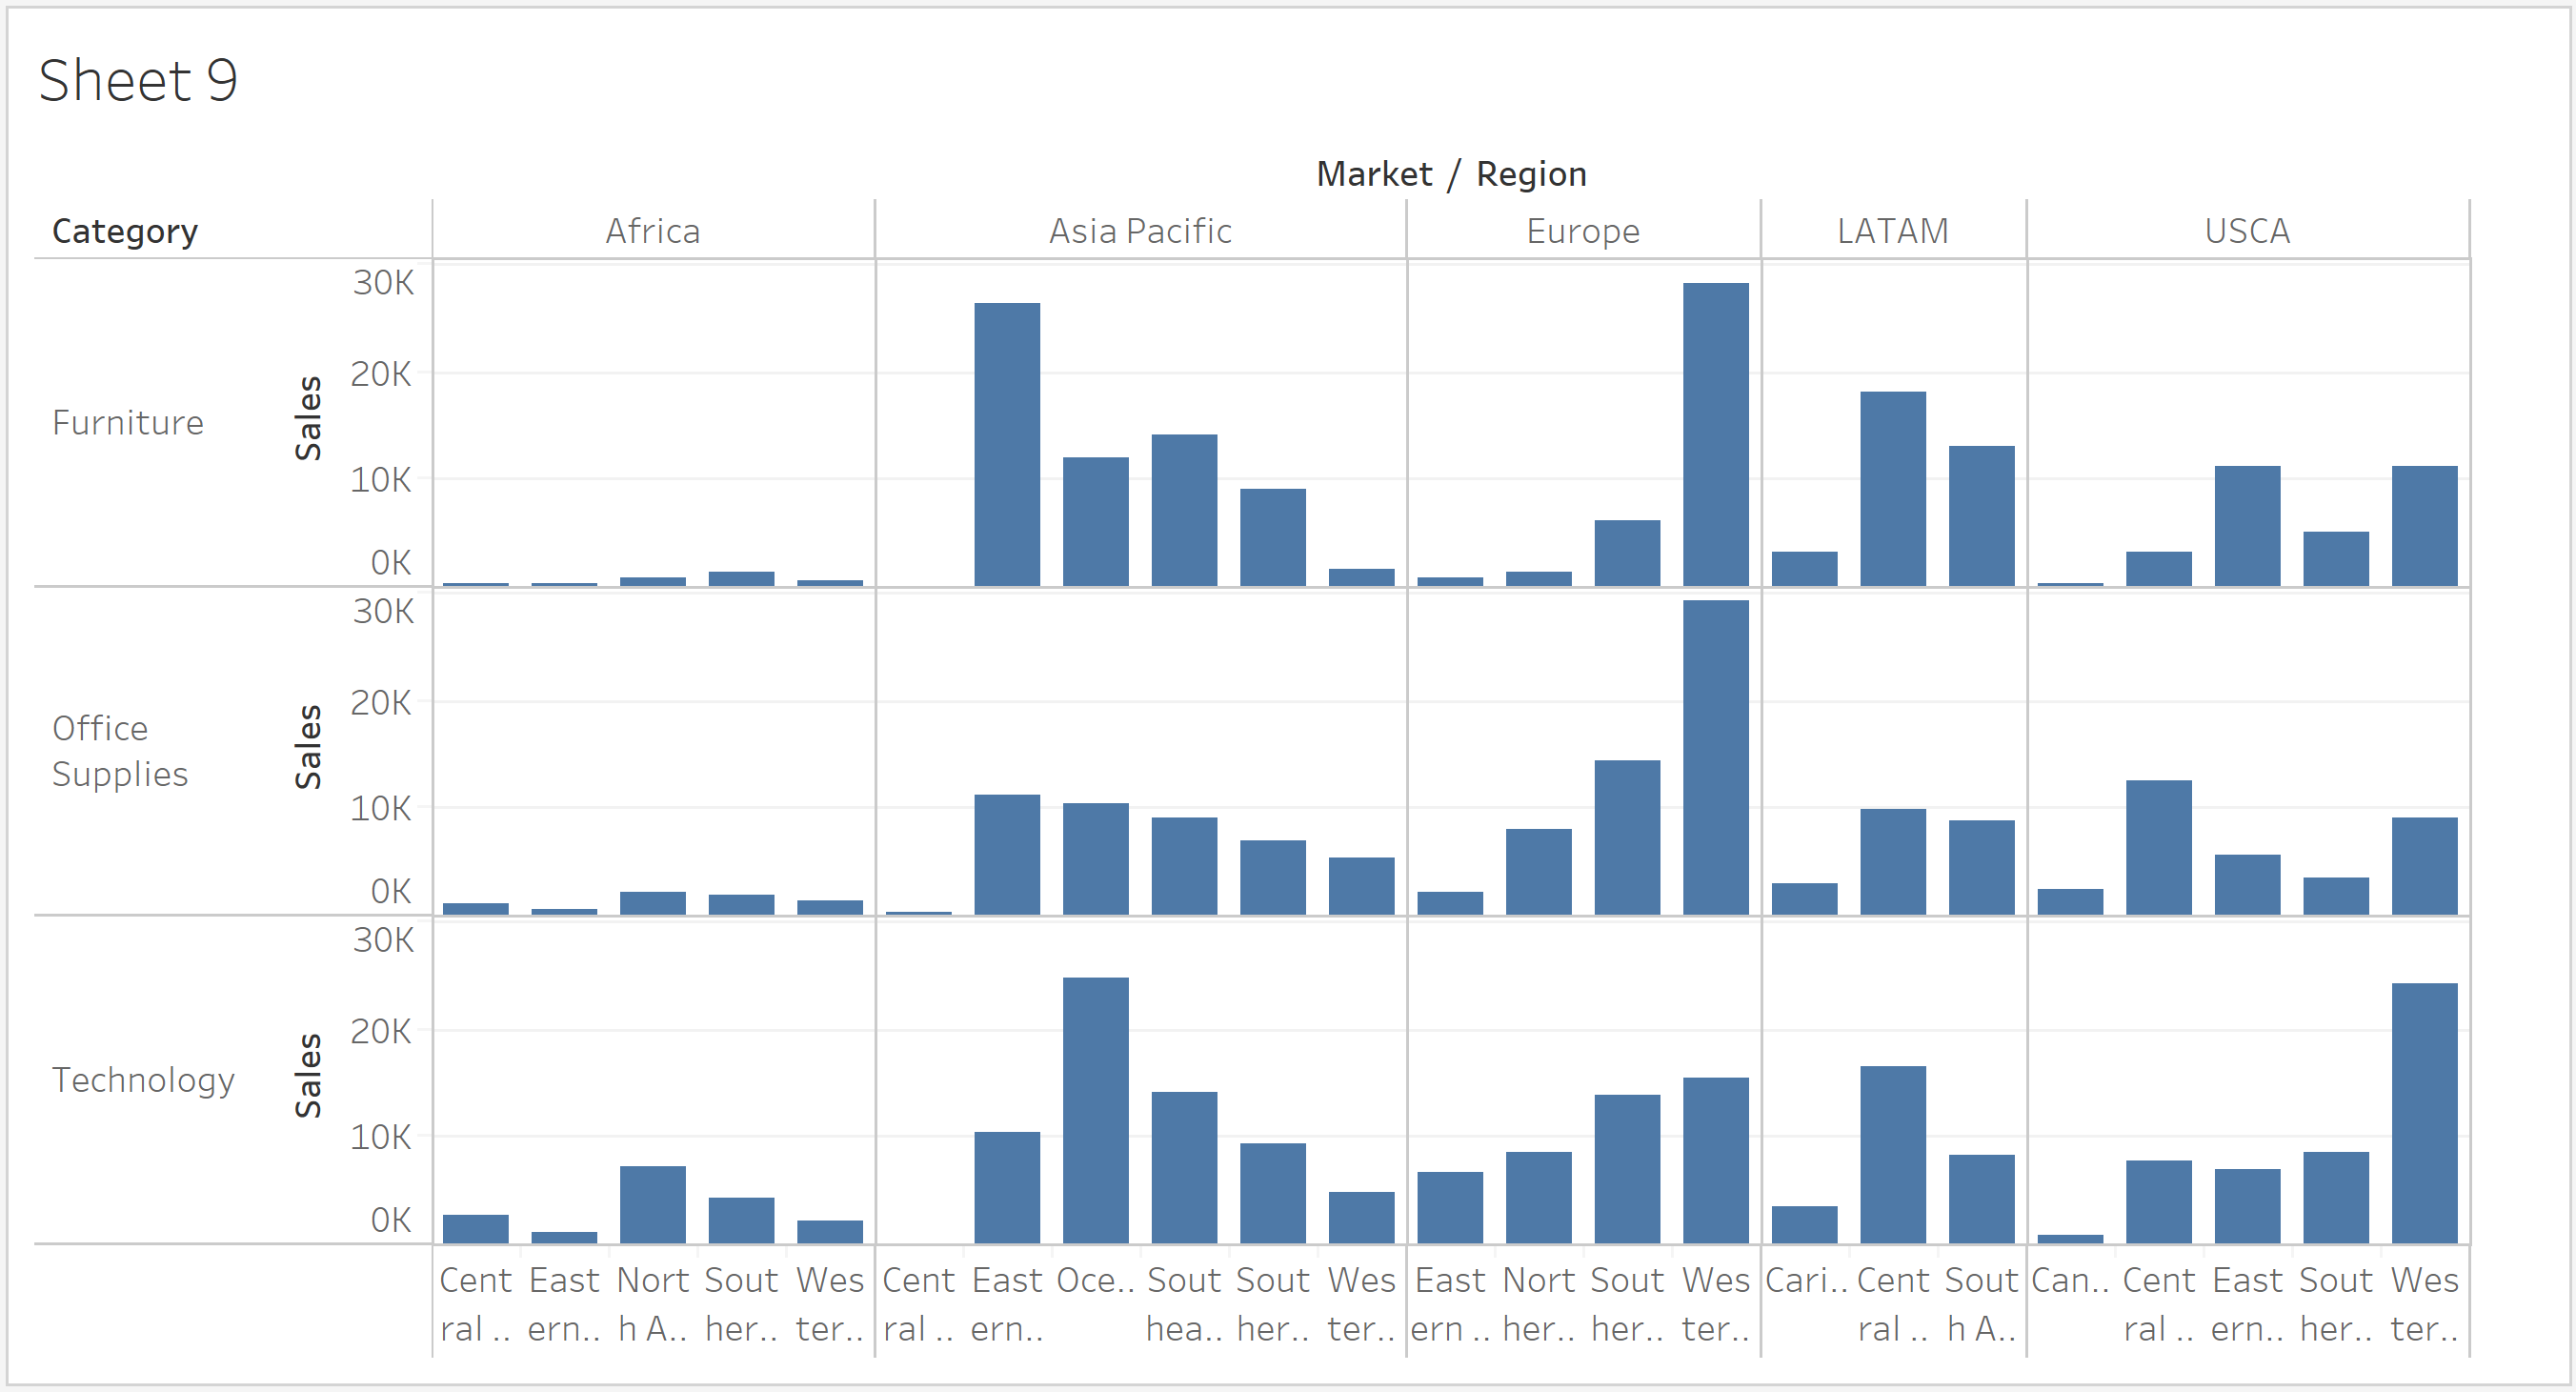 Sheet 9
Market / Region
Category
Africa
Asia Pacific
Europe
LATAM
USCA
Furniture
Sales
30K
20K
10K
0K
Office
Supplies
Sales
30K
20K
10K
0K
Technology
Sales
30K
20K
10K
0K
Cent
ral ..
East
ern..
Nort
h A..
Sout
her..
Wes
ter..
Cent
ral ..
East
ern..
Oce..
Sout
hea..
Sout
her..
Wes
ter..
East
ern ..
Nort
her..
Sout
her..
Wes
ter..
Cari..
Cent
ral ..
Sout
h A..
Can..
Cent
ral ..
East
ern..
Sout
her..
Wes
ter..